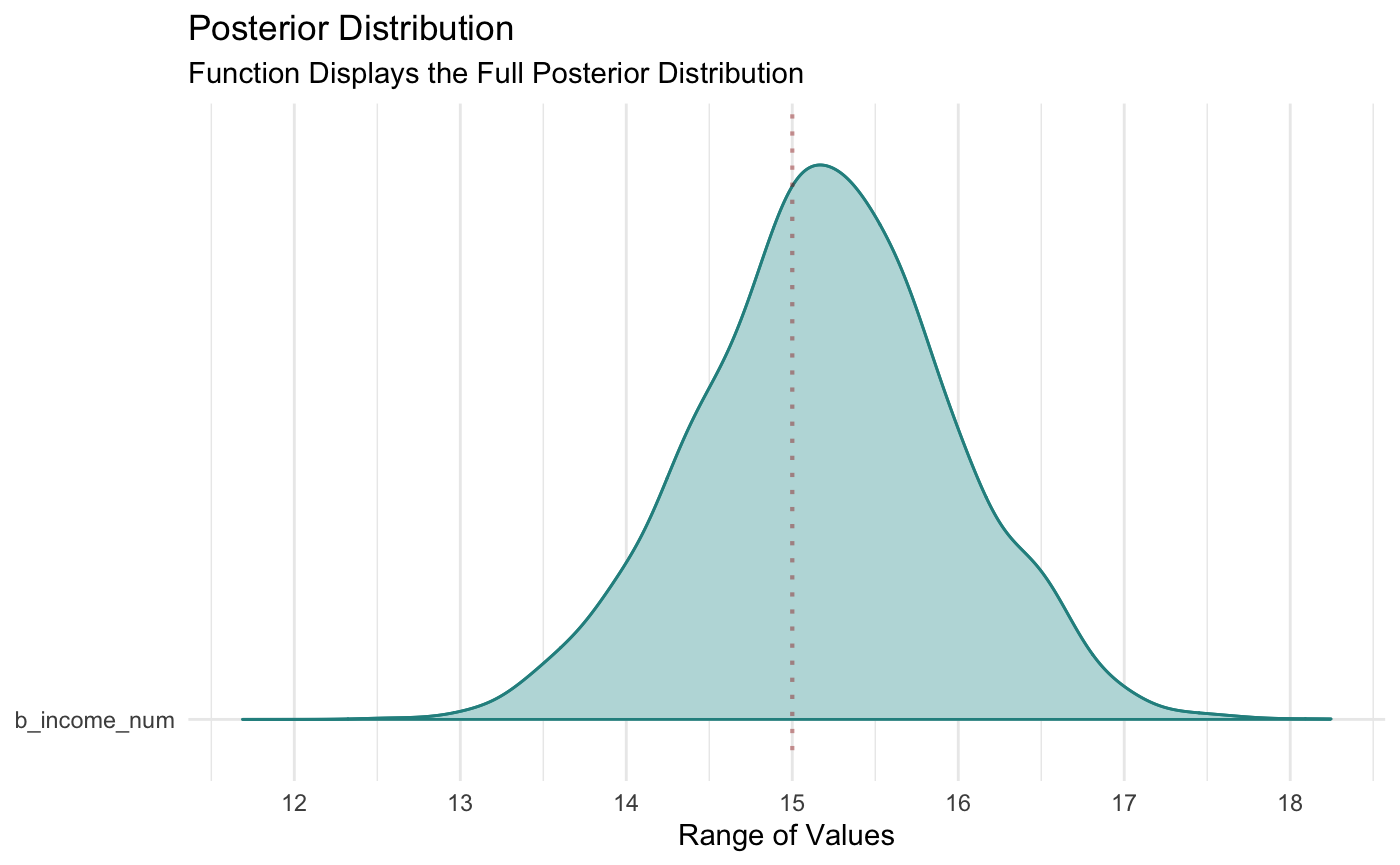 Posterior Distribution
Function Displays the Full Posterior Distribution
b_income_num
12 13 14 15 16 17 18
Range of Values